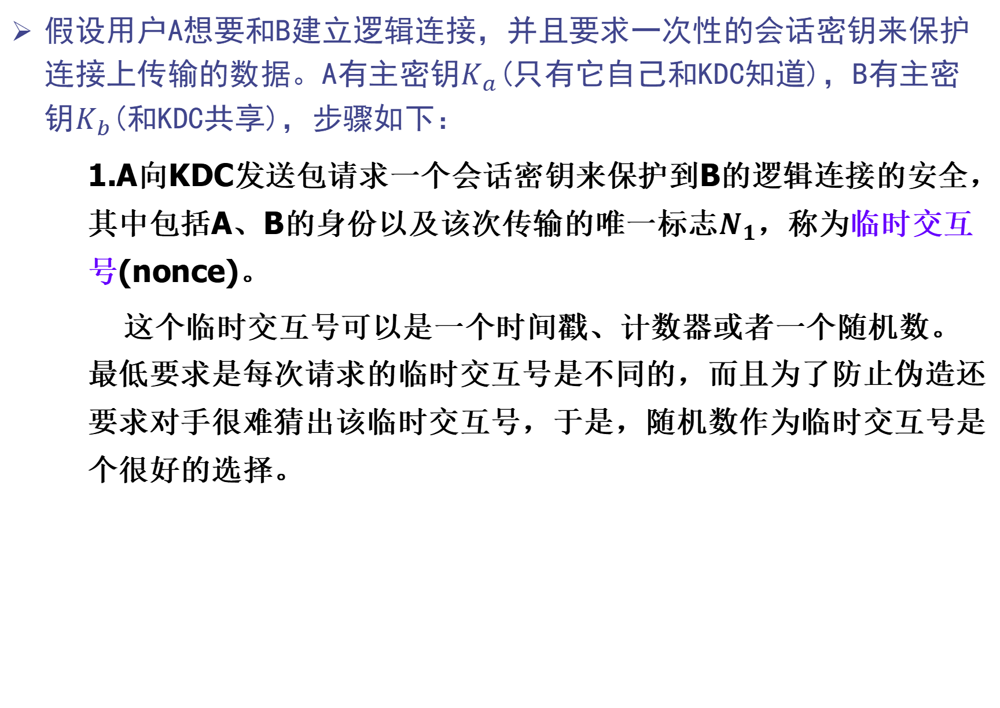 ➢ 假设用户A想要和B建立逻辑连接，并且要求一次性的会话密钥来保护
连接上传输的数据。A有主密钥K_a(只有它自己和KDC知道)，B有主密
钥K_b(和KDC共享)，步骤如下：
1.A向KDC发送包请求一个会话密钥来保护到B的逻辑连接的安全，
其中包括A、B的身份以及该次传输的唯一标志N_1，称为临时交互
号(nonce)。
这个临时交互号可以是一个时间戳、计数器或者一个随机数。
最低要求是每次请求的临时交互号是不同的，而且为了防止伪造还
要求对手很难猜出该临时交互号，于是，随机数作为临时交互号是
个很好的选择。